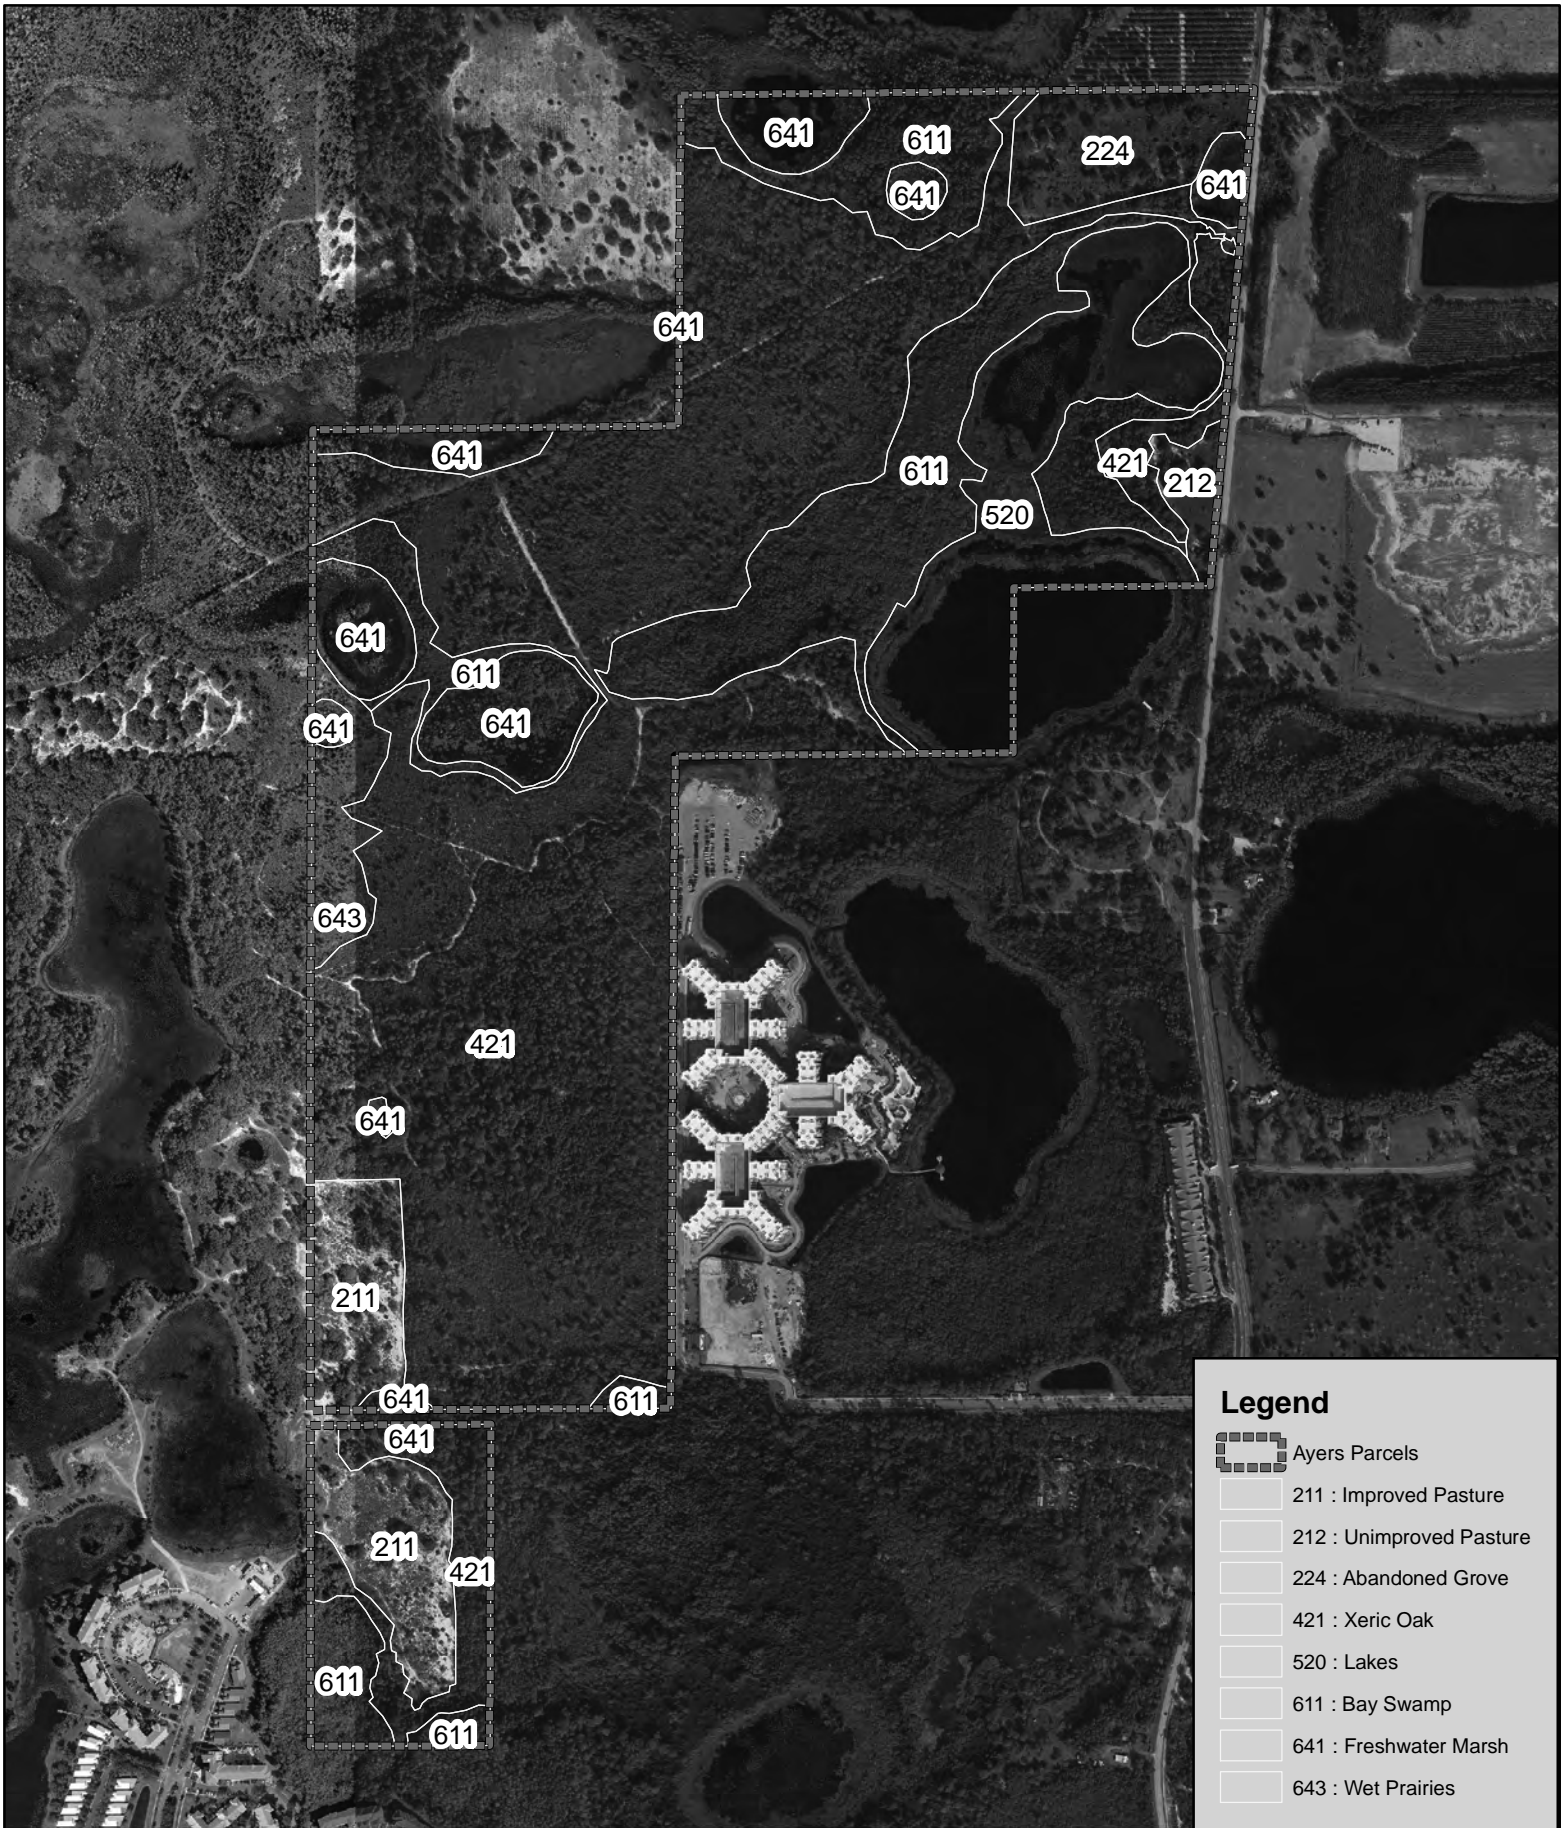 641
611
224
641
641
641
641
611
421
212
520
641
611
641
641
643
421
641
211
641
611
641
211
421
611
611
Legend
Ayers Parcels
211 : Improved Pasture
212 : Unimproved Pasture
224 : Abandoned Grove
421 : Xeric Oak
520 : Lakes
611 : Bay Swamp
641 : Freshwater Marsh
643 : Wet Prairies